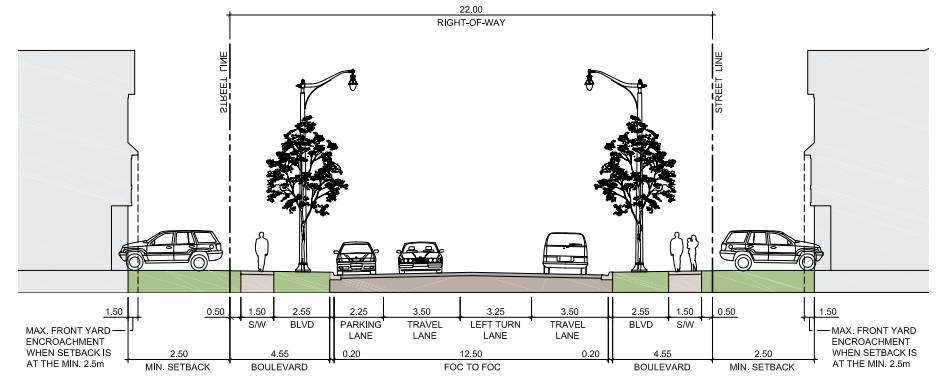 22.00
RIGHT-OF-WAY
STREET LINE
STREET LINE
1.50
0.50
1.50
2.55
2.25
3.50
3.25
3.50
2.55
1.50
0.50
1.50
S/W
BLVD
PARKING
LANE
TRAVEL
LANE
LEFT TURN
LANE
TRAVEL
LANE
BLVD
S/W
MAX. FRONT YARD
ENCROACHMENT
WHEN SETBACK IS
AT THE MIN. 2.5m
MAX. FRONT YARD
ENCROACHMENT
WHEN SETBACK IS
AT THE MIN. 2.5m
2.50
4.55
0.20
12.50
0.20
4.55
2.50
MIN. SETBACK
BOULEVARD
FOC TO FOC
BOULEVARD
MIN. SETBACK